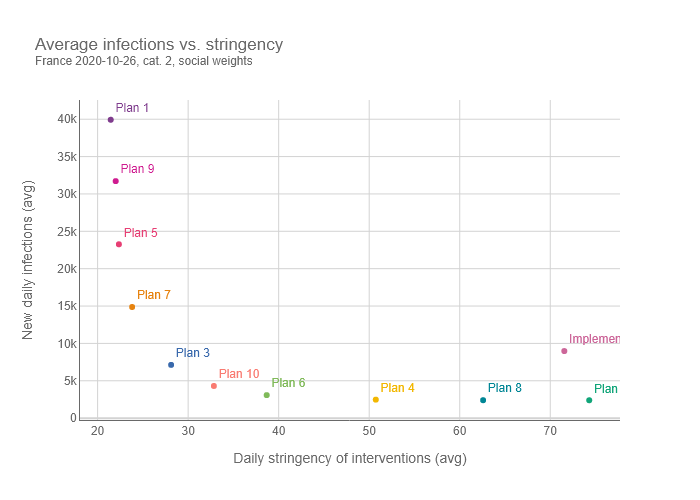 Average infections vs. stringency
France 2020-10-26, cat. 2, social weights
Plan 1
40k
35k
Plan 9
30k
25k
Plan 5
20k
Plan 7
15k
10k
Implemen
Plan 3
5k
Plan 10
Plan 6
Plan 4
Plan 8
Plan
0
20
30
40
50
60
70
New daily infections (avg)
Daily stringency of interventions (avg)